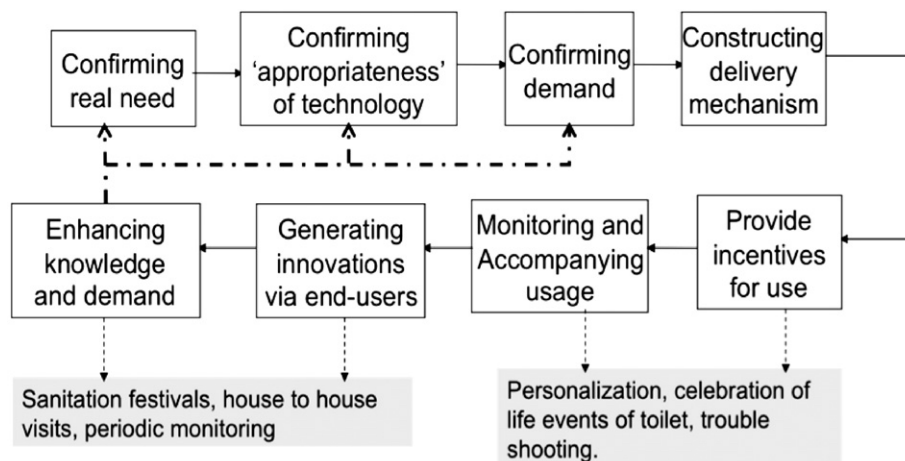 Confirming
real need
Confirming
‘appropriateness’
of technology
Confirming
demand
Constructing
delivery
mechanism
Enhancing
knowledge
and demand
Generating
innovations
via end-users
Monitoring and
Accompanying
usage
Provide
incentives
for use
Sanitation festivals, house to house
visits, periodic monitoring
Personalization, celebration of
life events of toilet, trouble
shooting.